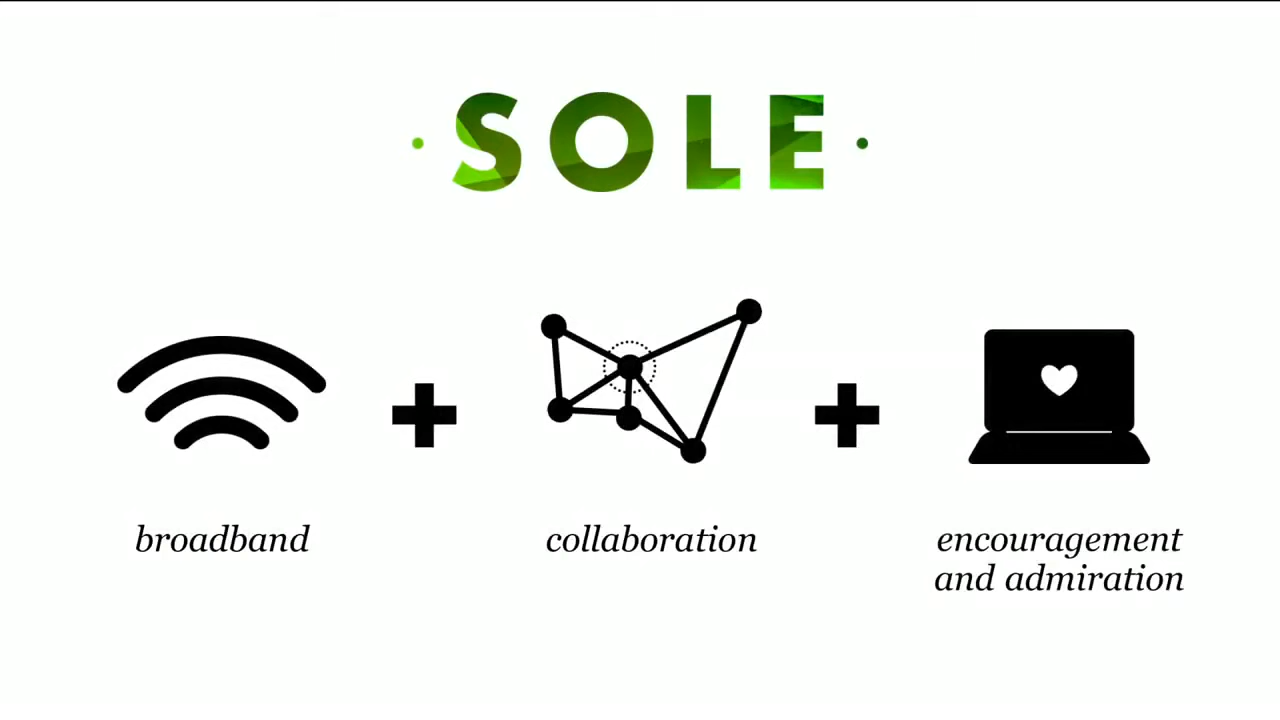 SOLE
broadband
collaboration
encouragement
and admiration